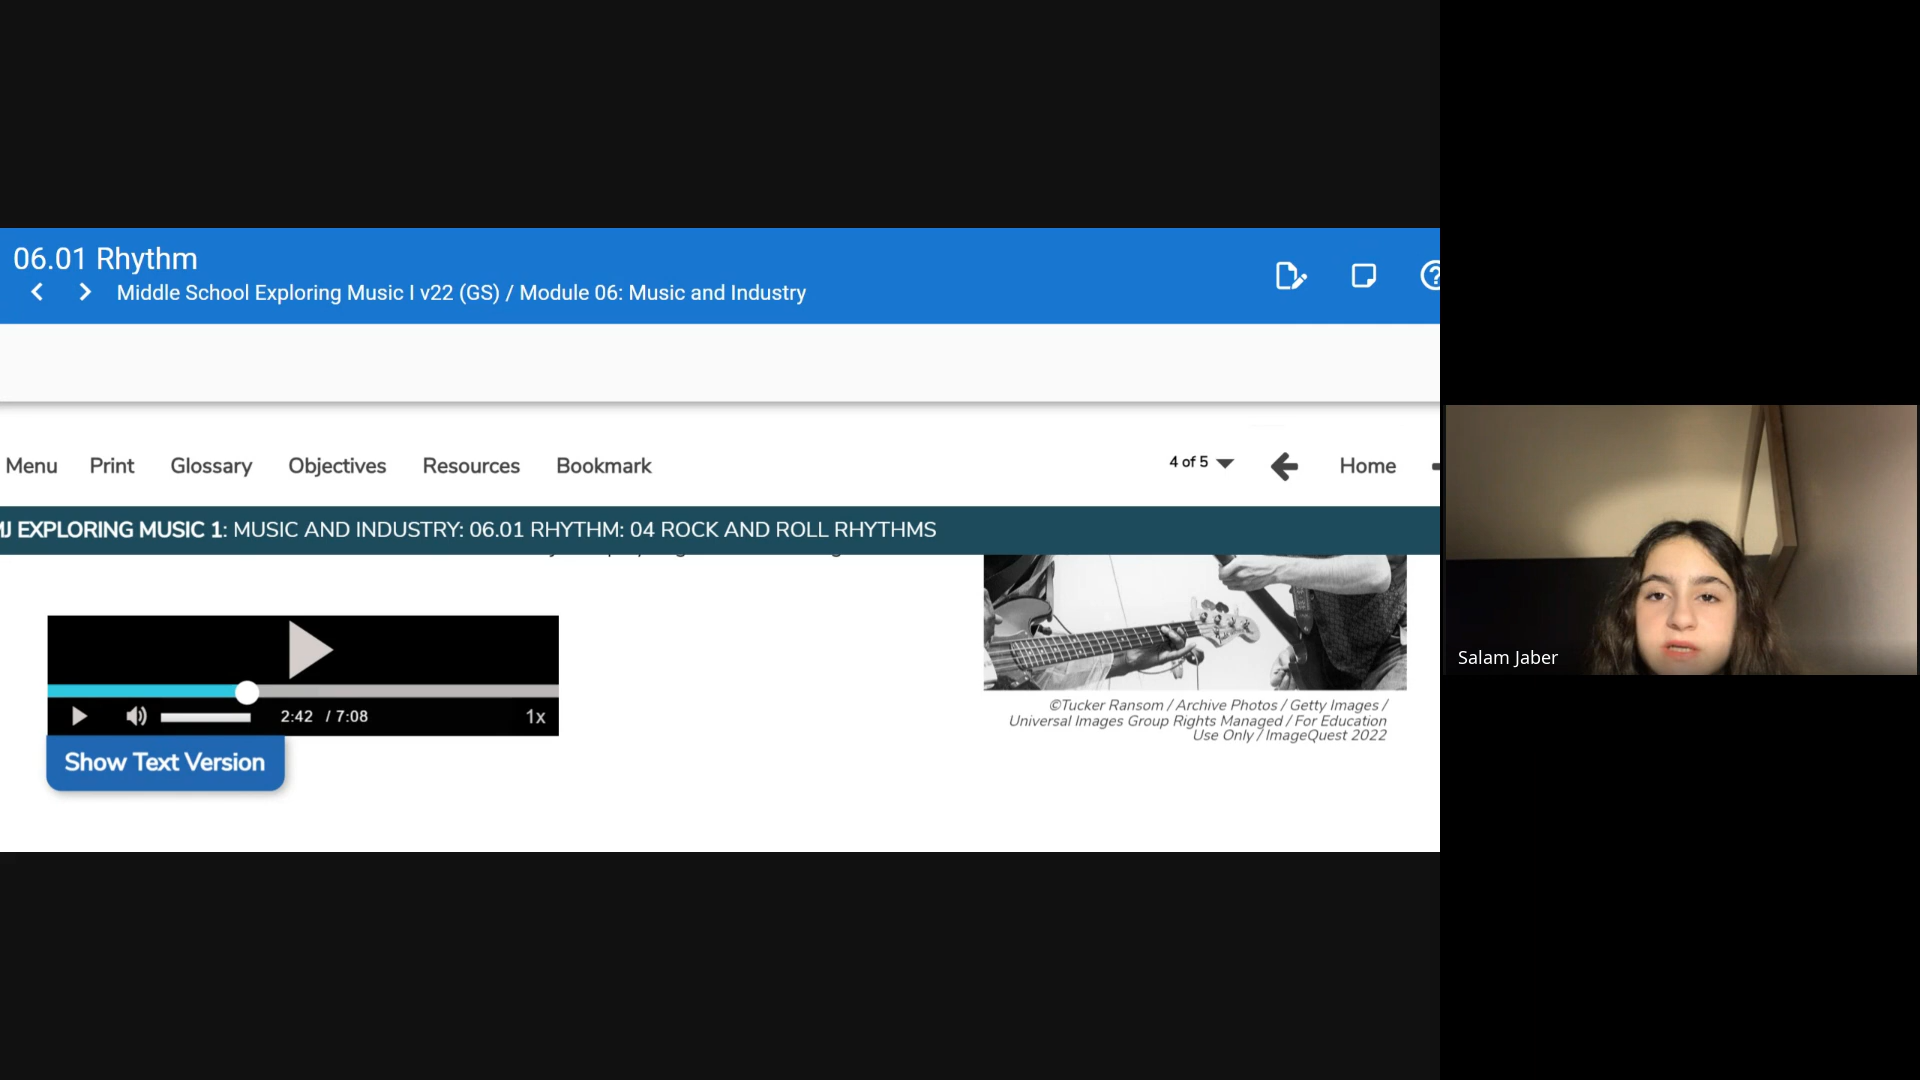 06.01 Rhythm
Middle School Exploring Music I v22 (GS) / Module 06: Music and Industry
Menu Print Glossary Objectives Resources Bookmark 4 of 5 Home
MJ EXPLORING MUSIC 1: MUSIC AND INDUSTRY: 06.01 RHYTHM: 04 ROCK AND ROLL RHYTHMS
2:42 / 7:08 1x
Show Text Version
©Tucker Ransom / Archive Photos / Getty Images /
Universal Images Group Rights Managed / For Education
Use Only / ImageQuest 2022
Salam Jaber